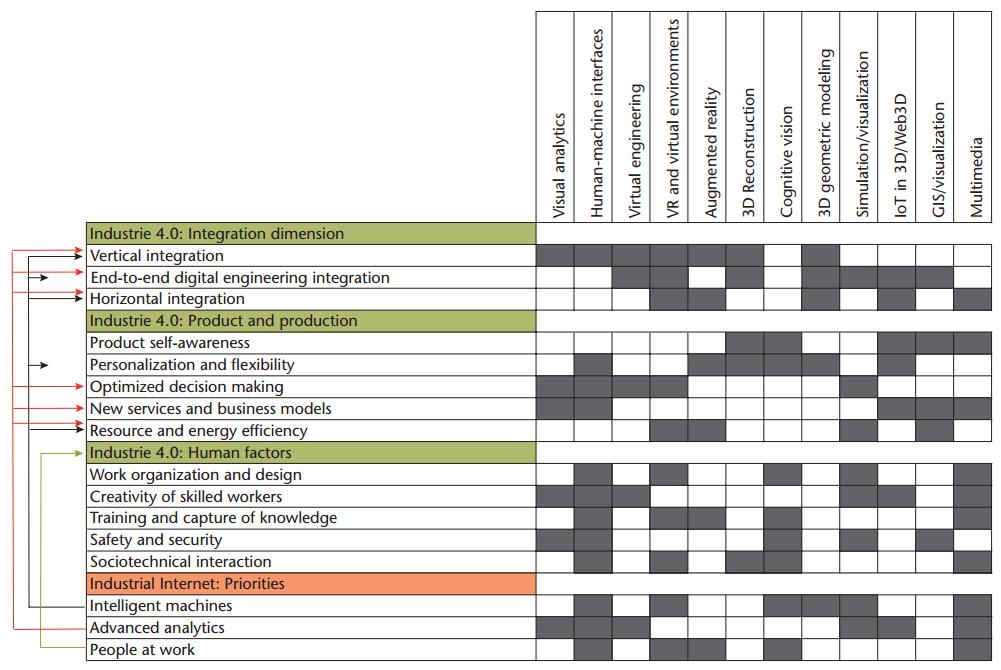 Visual analytics
Human-machine interfaces
Virtual engineering
VR and virtual environments
Augmented reality
3D Reconstruction
Cognitive vision
3D geometric modeling
Simulation/visualization
IoT in 3D/Web3D
GIS/visualization
Multimedia
Industrie 4.0: Integration dimension
Vertical integration
End-to-end digital engineering integration
Horizontal integration
Industrie 4.0: Product and production
Product self-awareness
Personalization and flexibility
Optimized decision making
New services and business models
Resource and energy efficiency
Industrie 4.0: Human factors
Work organization and design
Creativity of skilled workers
Training and capture of knowledge
Safety and security
Sociotechnical interaction
Industrial Internet: Priorities
Intelligent machines
Advanced analytics
People at work